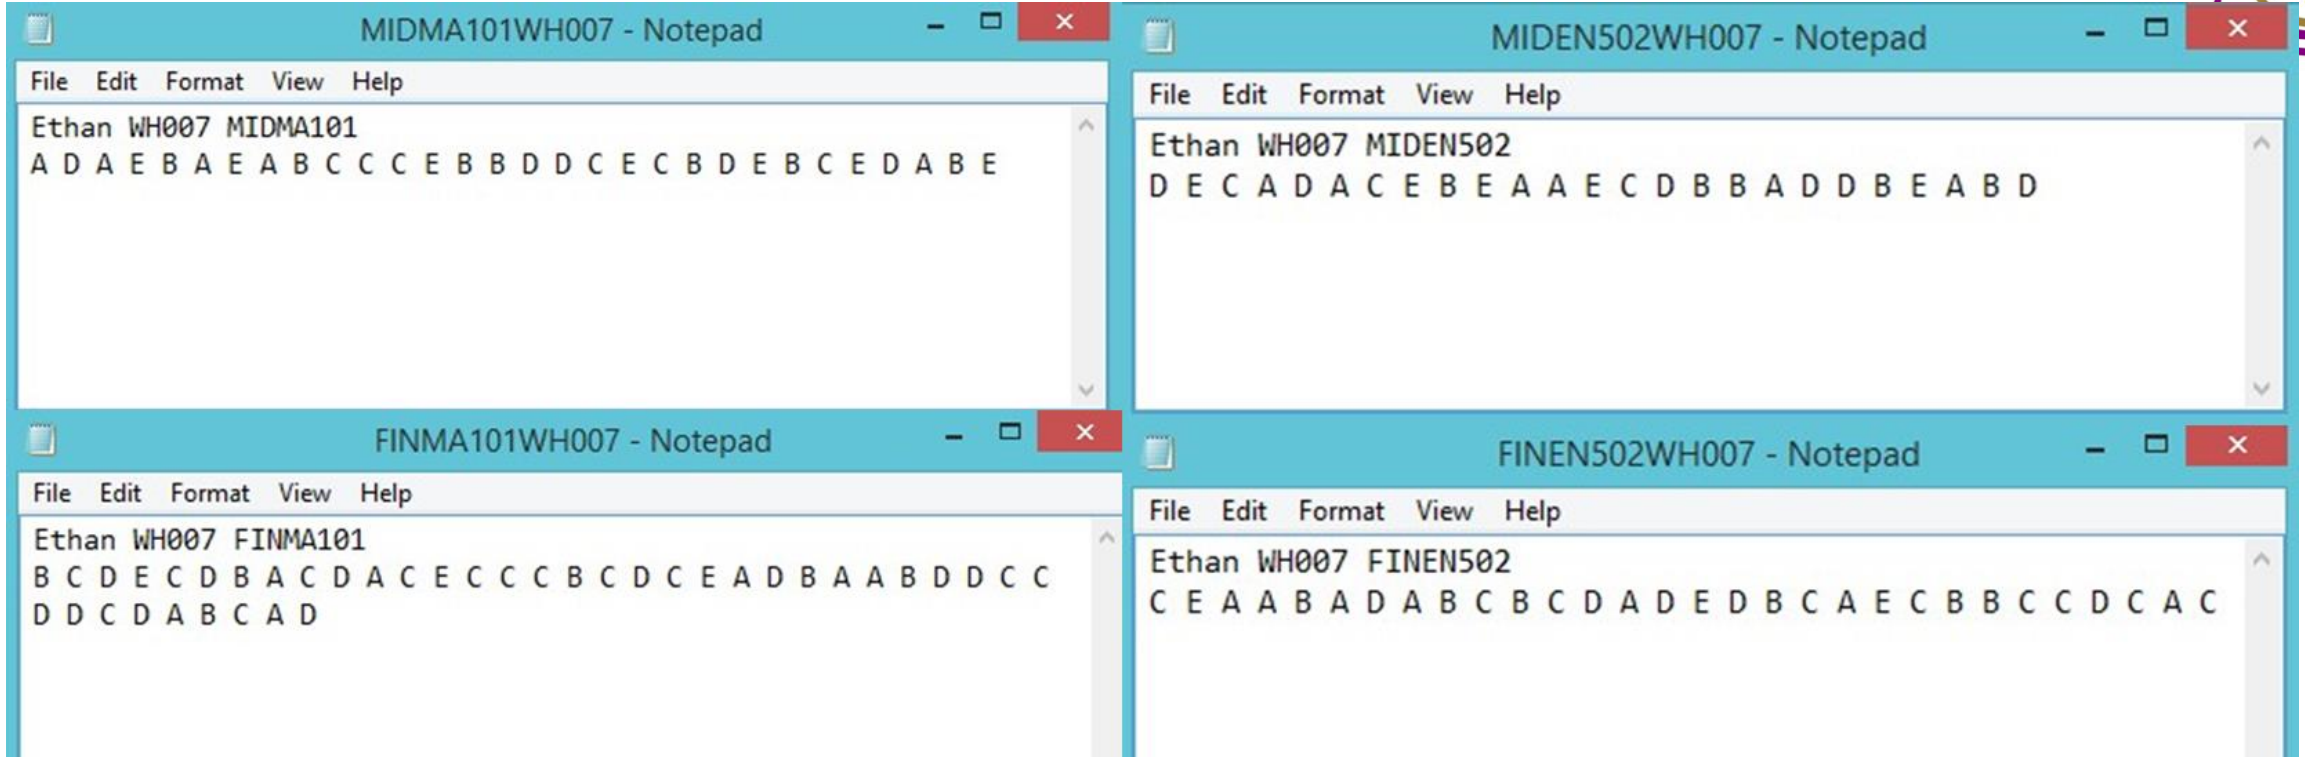 MIDMA101WH007 - Notepad
File Edit Format View Help
Ethan WH007 MIDMA101
A D A E B A E A B C C C E B B D D C E C B D E B C E D A B E
MIDEN502WH007 - Notepad
File Edit Format View Help
Ethan WH007 MIDEN502
D E C A D A C E B E A A E C D B B A D D B E A B D
FINMA101WH007 - Notepad
File Edit Format View Help
Ethan WH007 FINMA101
B C D E C D B A C D A C E C C C B C D C E A D B A A B D D C C
D D C D A B C A D
FINEN502WH007 - Notepad
File Edit Format View Help
Ethan WH007 FINEN502
C E A A B A D A B C B C D A D E D B C A E C B B C C D C A C